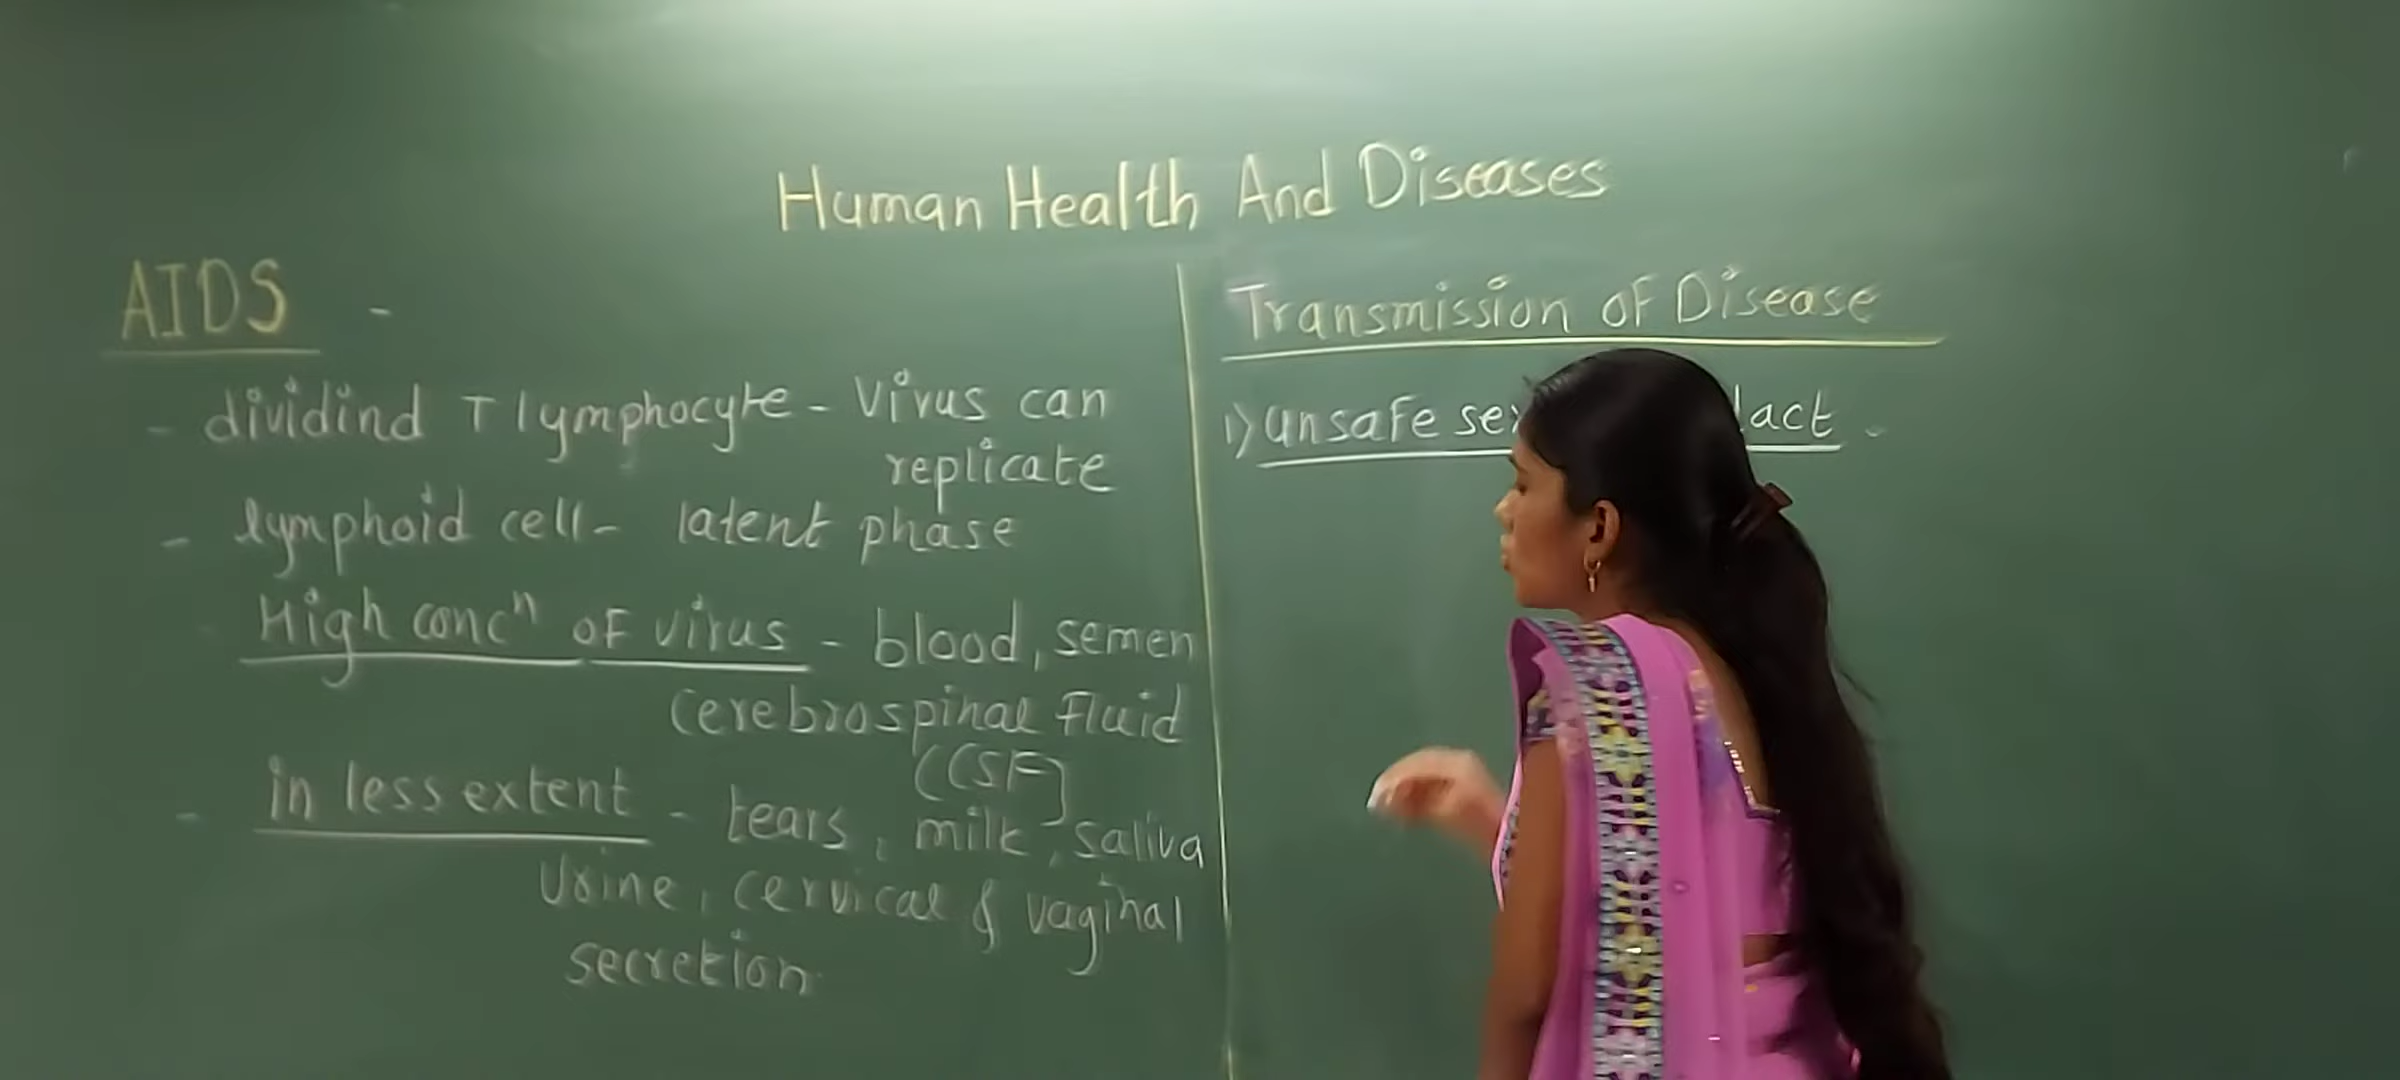 Human Health And Diseases
AIDS -
- dividind T lymphocyte - Virus can
replicate
- lymphoid cell - latent phase
- High concⁿ of virus - blood, semen
Cerebrospinal Fluid
(CSF)
- in less extent - tears, milk, saliva
Urine, cervical & vaginal
secretion
Transmission of Disease
1) unsafe